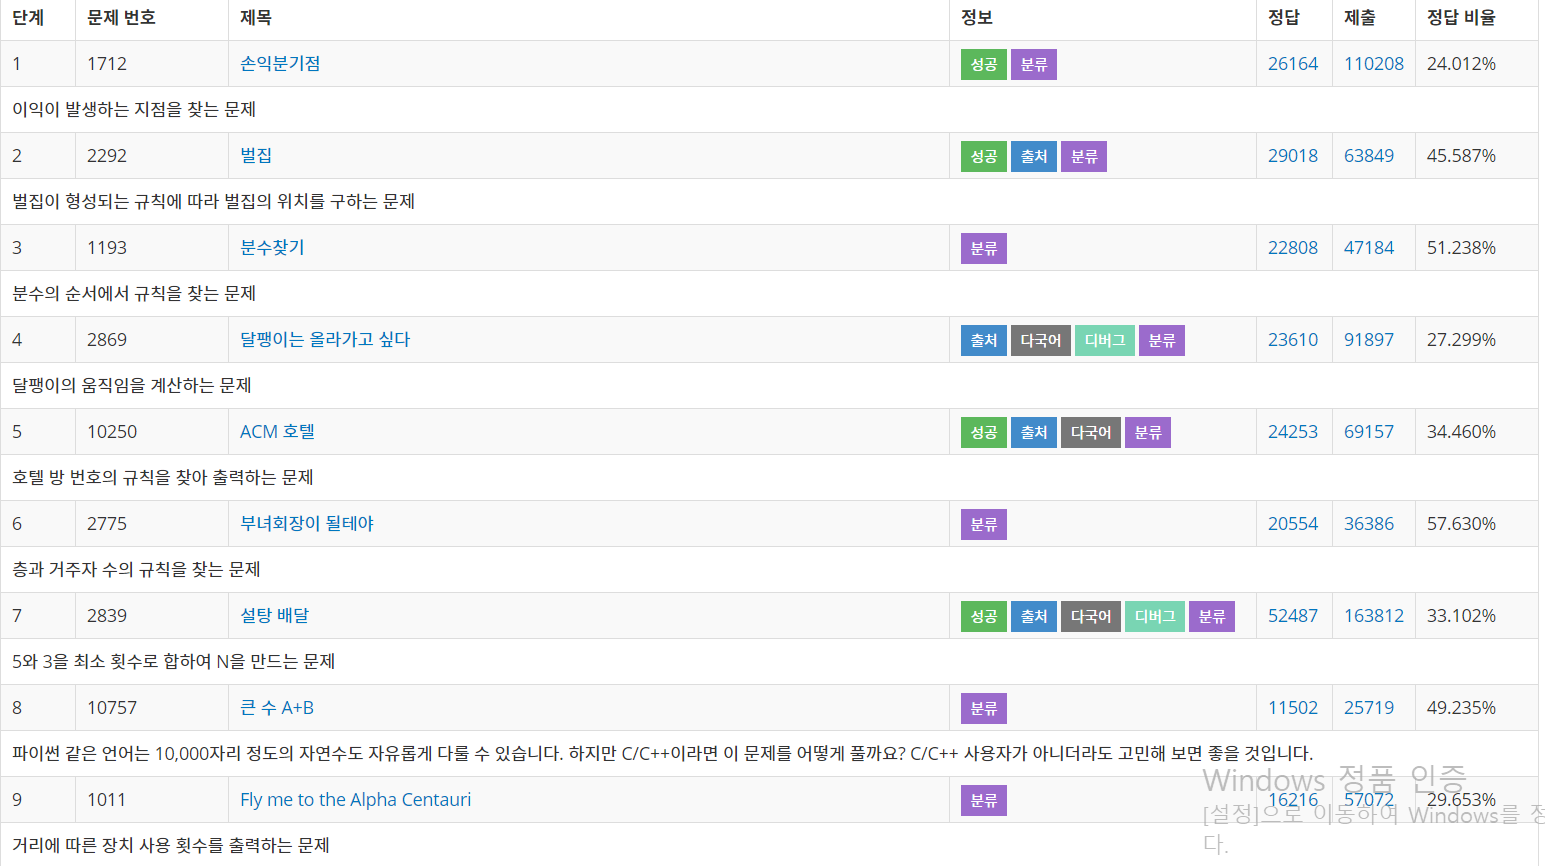 단계 문제 번호 제목 정보 정답 제출 정답 비율
1 1712 손익분기점 성공 분류 26164 110208 24.012%
이익이 발생하는 지점을 찾는 문제
2 2292 벌집 성공 출처 분류 29018 63849 45.587%
벌집이 형성되는 규칙에 따라 벌집의 위치를 구하는 문제
3 1193 분수찾기 분류 22808 47184 51.238%
분수의 순서에서 규칙을 찾는 문제
4 2869 달팽이는 올라가고 싶다 출처 다국어 디버그 분류 23610 91897 27.299%
달팽이의 움직임을 계산하는 문제
5 10250 ACM 호텔 성공 출처 다국어 분류 24253 69157 34.460%
호텔 방 번호의 규칙을 찾아 출력하는 문제
6 2775 부녀회장이 될테야 분류 20554 36386 57.630%
층과 거주자 수의 규칙을 찾는 문제
7 2839 설탕 배달 성공 출처 다국어 디버그 분류 52487 163812 33.102%
5와 3을 최소 횟수로 합하여 N을 만드는 문제
8 10757 큰 수 A+B 분류 11502 25719 49.235%
파이썬 같은 언어는 10,000자리 정도의 자연수도 자유롭게 다룰 수 있습니다. 하지만 C/C++이라면 이 문제를 어떻게 풀까요? C/C++ 사용자가 아니더라도 고민해 보면 좋을 것입니다.
Windows 정품 인증
9 1011 Fly me to the Alpha Centauri 분류 16216 57072 29.653%
[설정]으로 이동하여 Windows를 정
다.
거리에 따른 장치 사용 횟수를 출력하는 문제